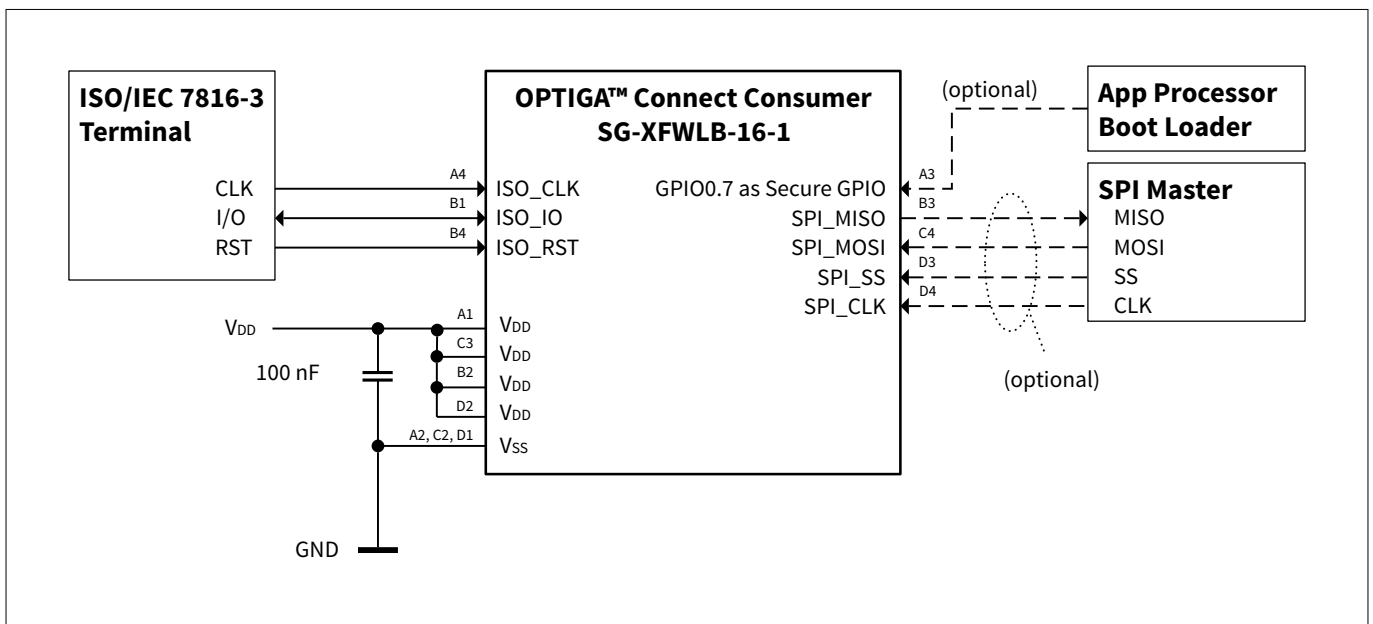 ISO/IEC 7816-3
Terminal
CLK
I/O
RST
A4
B1
B4
OPTIGA™ Connect Consumer
SG-XFWLB-16-1
ISO_CLK
ISO_IO
ISO_RST
GPIO0.7 as Secure GPIO
SPI_MISO
SPI_MOSI
SPI_SS
SPI_CLK
A3
B3
C4
D3
D4
(optional)
App Processor
Boot Loader
SPI Master
MISO
MOSI
SS
CLK
(optional)
VDD
100 nF
A1
C3
B2
D2
A2, C2, D1
VDD
VDD
VDD
VDD
VSS
GND